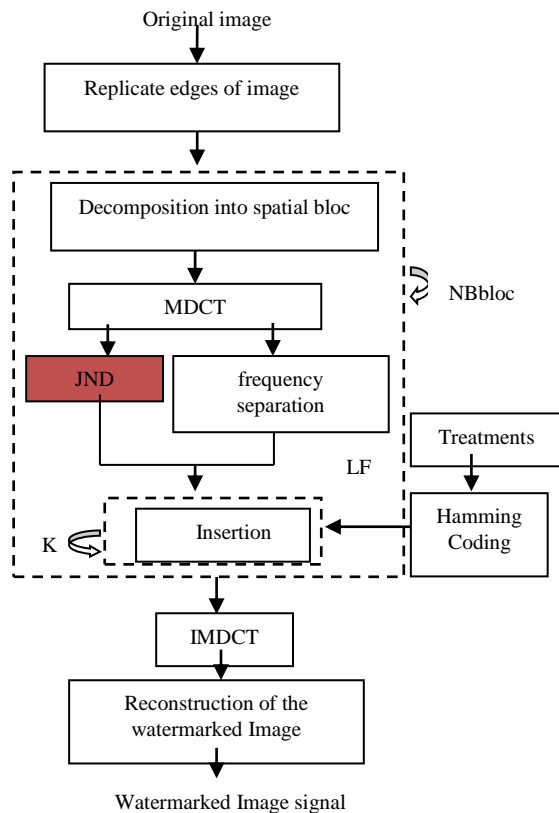 Original image
Replicate edges of image
Decomposition into spatial bloc
NBbloc
MDCT
JND
frequency
separation
Treatments
LF
Hamming
Coding
Insertion
K
IMDCT
Reconstruction of the
watermarked Image
Watermarked Image signal